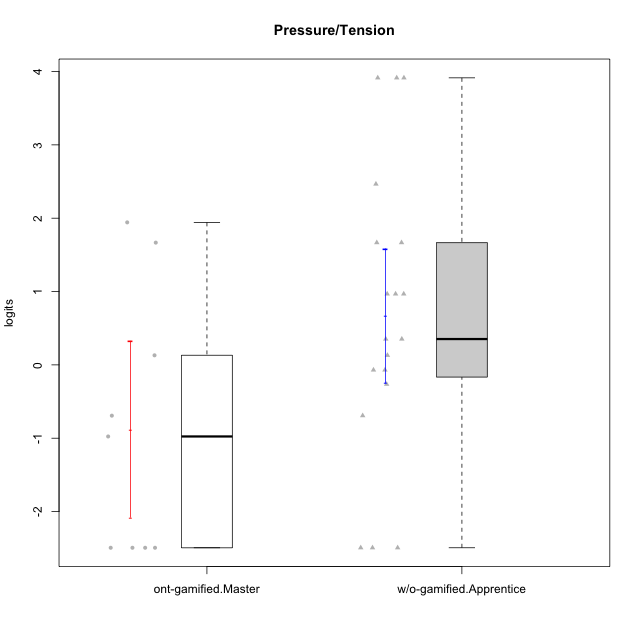 Pressure/Tension
4
3
2
1
0
-1
-2
logits
ont-gamified.Master
w/o-gamified.Apprentice